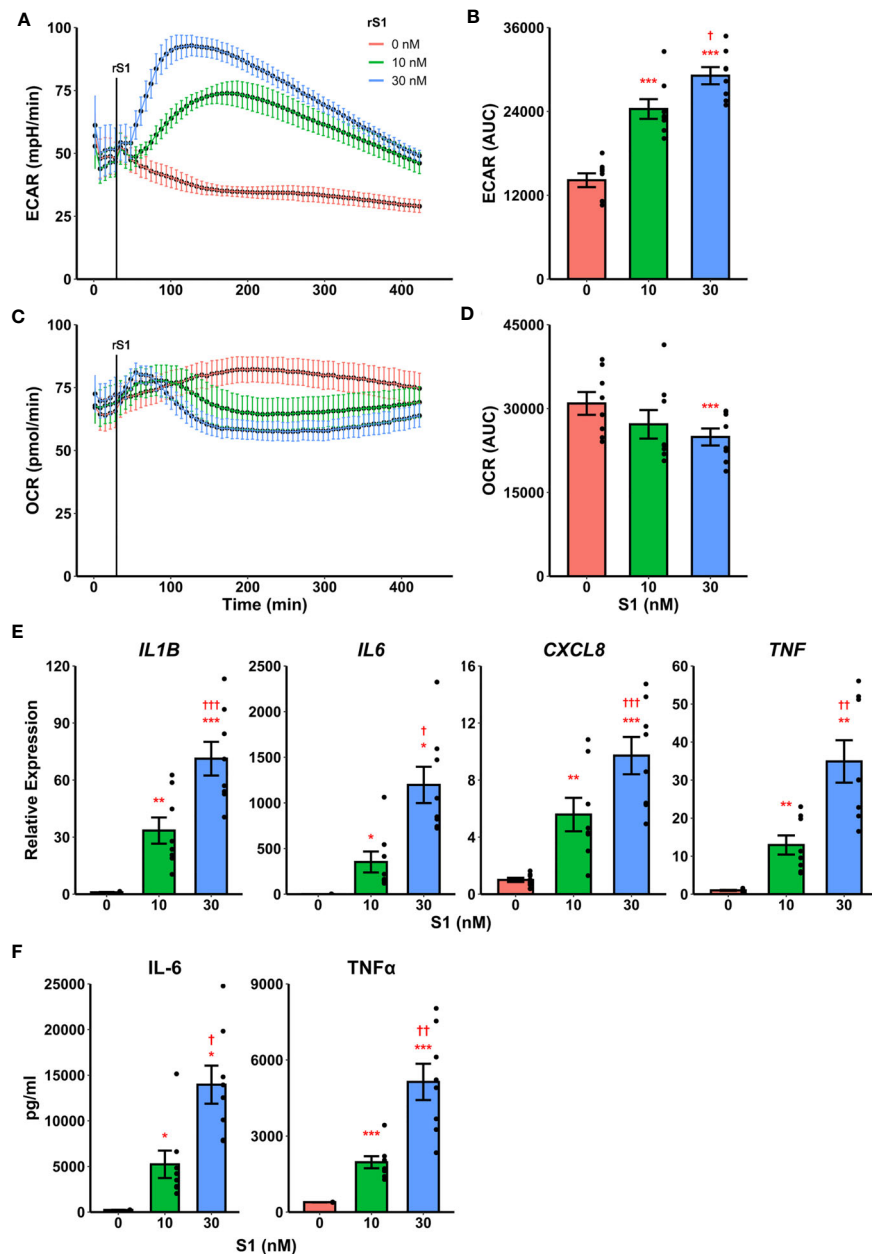 A
rS1
0 nM
10 nM
30 nM
rS1
100
75
50
25
0
ECAR (mpH/min)
0 100 200 300 400
B
36000
24000
12000
0
ECAR (AUC)
***
†
***
0 10 30
C
rS1
100
75
50
25
0
OCR (pmol/min)
0 100 200 300 400
Time (min)
D
45000
30000
15000
0
OCR (AUC)
***
0 10 30
S1 (nM)
E
Relative Expression
IL1B
120
90
60
30
0
**
†††
***
0 10 30
IL6
2500
2000
1500
1000
500
0
*
†
*
0 10 30
CXCL8
16
12
8
4
0
**
†††
***
0 10 30
TNF
60
50
40
30
20
10
0
**
††
**
0 10 30
S1 (nM)
F
pg/ml
IL-6
25000
20000
15000
10000
5000
0
*
†
*
0 10 30
TNFα
9000
6000
3000
0
***
††
***
0 10 30
S1 (nM)